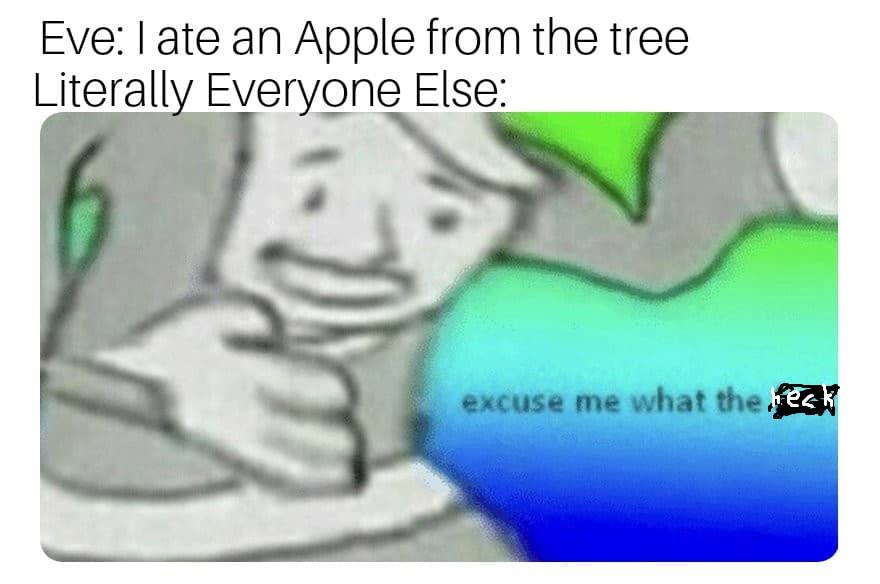 Eve: I ate an Apple from the tree
Literally Everyone Else:
excuse me what the heck